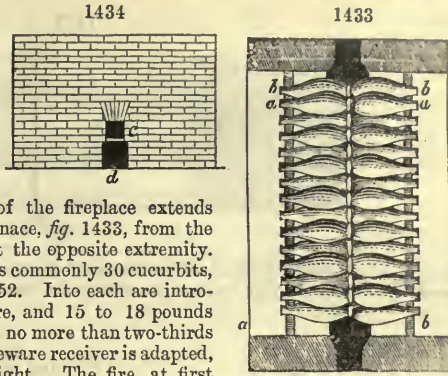 1434
1433
c
d
b
b
a
a
a
b
of the fireplace extends
nace, fig. 1433, from the
t the opposite extremity.
s commonly 30 cucurbits,
52. Into each are intro-
re, and 15 to 18 pounds
no more than two-thirds
eware receiver is adapted,
ight. The fire, at first